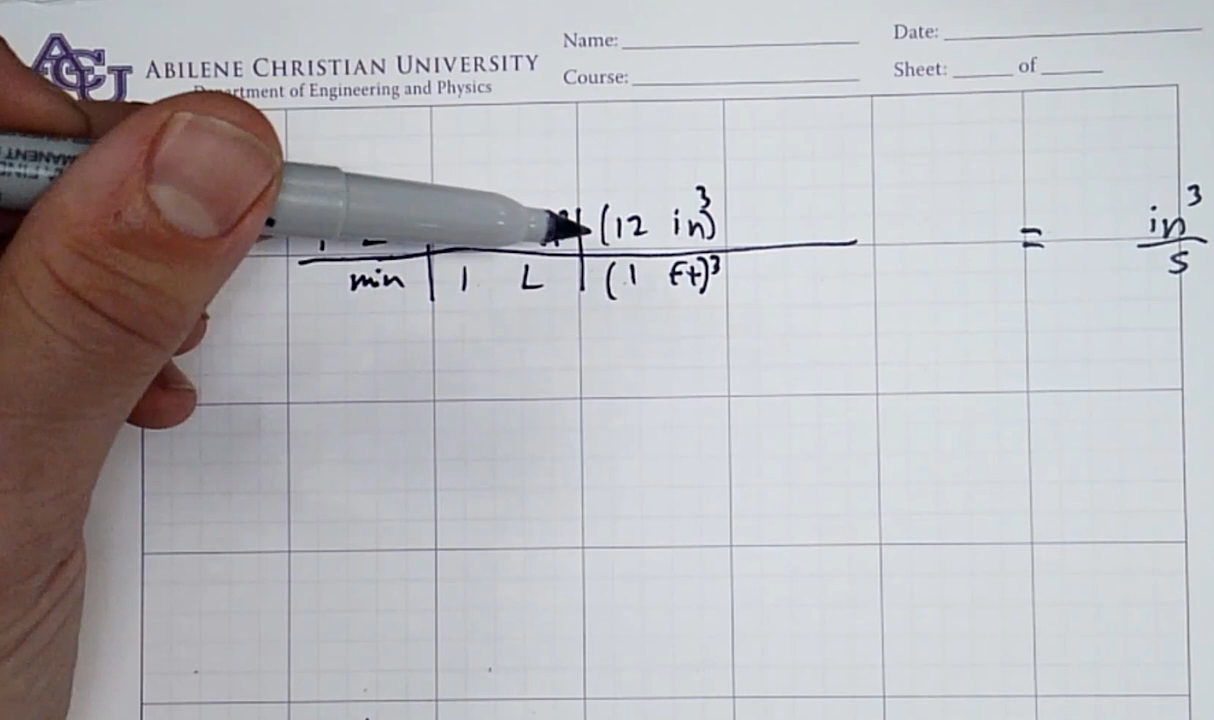 Name:
Date:
ABILENE CHRISTIAN UNIVERSITY
Course:
Sheet: of
of Engineering and Physics
(12 in)³
= in³
min 1 L (1 ft)³
s